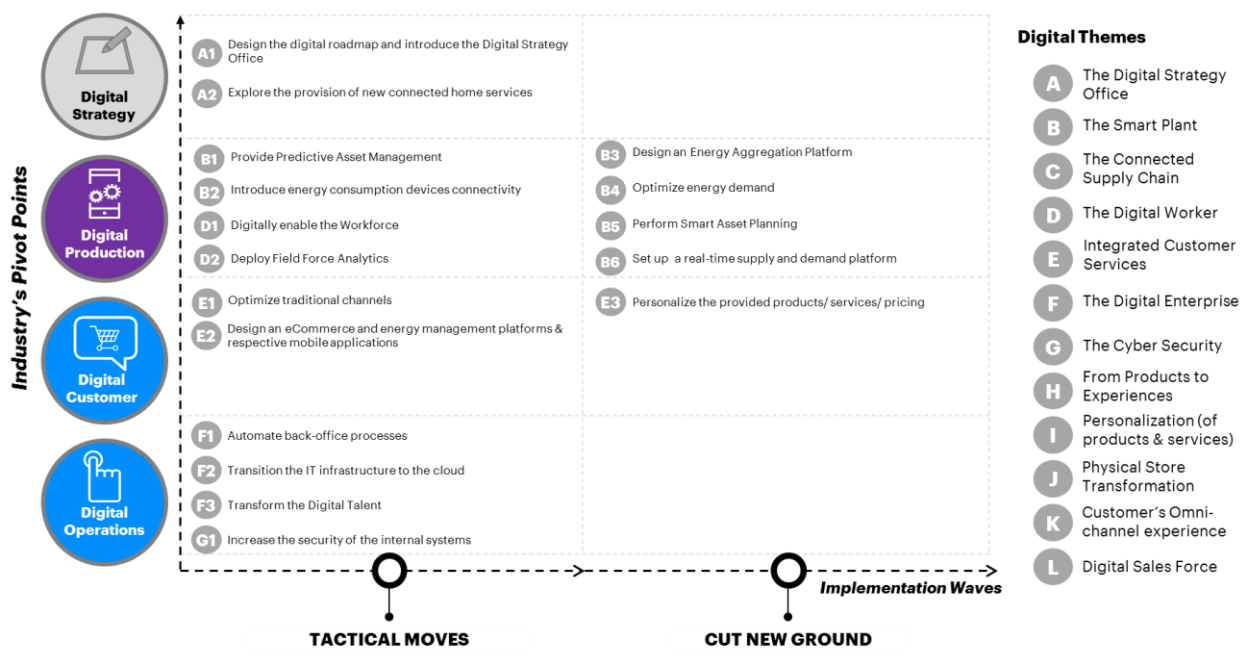 Industry's Pivot Points
Digital
Strategy
A1
Design the digital roadmap and introduce the Digital Strategy
Office
A2
Explore the provision of new connected home services
Digital
Production
B1
Provide Predictive Asset Management
B2
Introduce energy consumption devices connectivity
D1
Digitally enable the Workforce
D2
Deploy Field Force Analytics
B3
Design an Energy Aggregation Platform
B4
Optimize energy demand
B5
Perform Smart Asset Planning
B6
Set up a real-time supply and demand platform
Digital
Customer
E1
Optimize traditional channels
E2
Design an eCommerce and energy management platforms &
respective mobile applications
E3
Personalize the provided products/ services/ pricing
Digital
Operations
F1
Automate back-office processes
F2
Transition the IT infrastructure to the cloud
F3
Transform the Digital Talent
G1
Increase the security of the internal systems
Implementation Waves
TACTICAL MOVES
CUT NEW GROUND
Digital Themes
A
The Digital Strategy
Office
B
The Smart Plant
C
The Connected
Supply Chain
D
The Digital Worker
E
Integrated Customer
Services
F
The Digital Enterprise
G
The Cyber Security
H
From Products to
Experiences
I
Personalization (of
products & services)
J
Physical Store
Transformation
K
Customer's Omni-
channel experience
L
Digital Sales Force